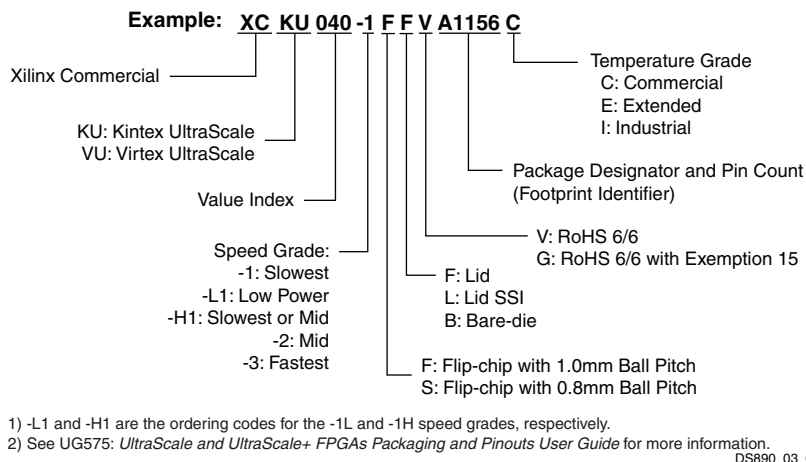 Example: XC KU 040 -1 F F V A1156 C
Temperature Grade
C: Commercial
E: Extended
I: Industrial
Xilinx Commercial
KU: Kintex UltraScale
VU: Virtex UltraScale
Package Designator and Pin Count
(Footprint Identifier)
Value Index
V: RoHS 6/6
G: RoHS 6/6 with Exemption 15
Speed Grade:
-1: Slowest
-L1: Low Power
-H1: Slowest or Mid
-2: Mid
-3: Fastest
F: Lid
L: Lid SSI
B: Bare-die
F: Flip-chip with 1.0mm Ball Pitch
S: Flip-chip with 0.8mm Ball Pitch
1) -L1 and -H1 are the ordering codes for the -1L and -1H speed grades, respectively.
2) See UG575: UltraScale and UltraScale+ FPGAs Packaging and Pinouts User Guide for more information.
DS890_03